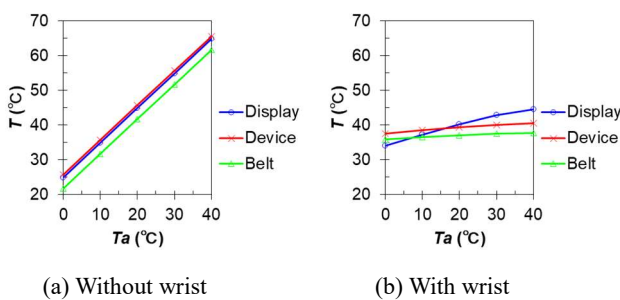 70
60
50
40
30
20
T (°C)
0 10 20 30 40
Ta (°C)
Display
Device
Belt
(a) Without wrist
70
60
50
40
30
20
T (°C)
0 10 20 30 40
Ta (°C)
Display
Device
Belt
(b) With wrist